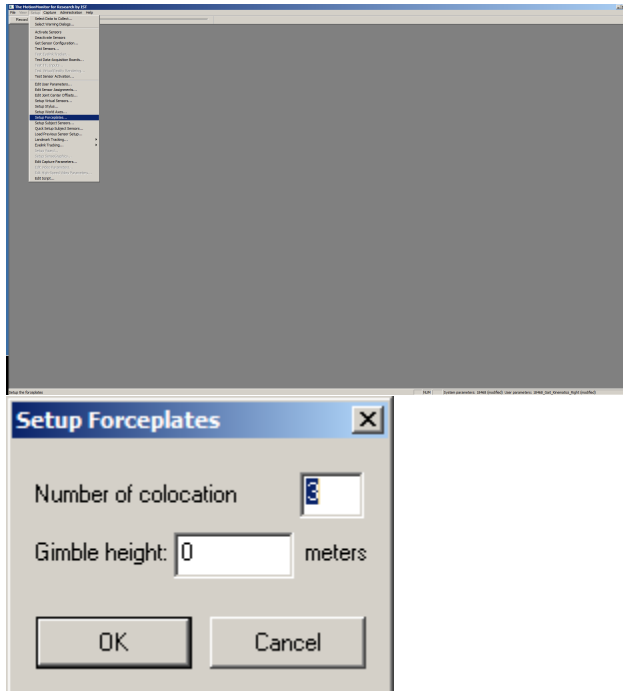 The MotionMonitor for Research by IST
File View Setup Capture Administration Help
Record
Select Data to Collect...
Select Warning Dialogs...
Activate Sensors
Deactivate Sensors
Get Sensor Configuration...
Test Sensors...
Test Data Acquisition Boards...
Test Sensor Activation...
Edit User Parameters...
Edit Sensor Assignments...
Edit Joint Center Offsets...
Setup Virtual Sensors...
Setup Stylus...
Setup World Axes...
Setup Forceplates...
Setup Subject Sensors...
Quick Setup Subject Sensors...
Load Previous Sensor Setup...
Landmark Tracking...
Edit Capture Parameters...
Setup the forceplates
NUM
Setup Forceplates
Number of colocation 3
Gimble height: 0 meters
OK Cancel